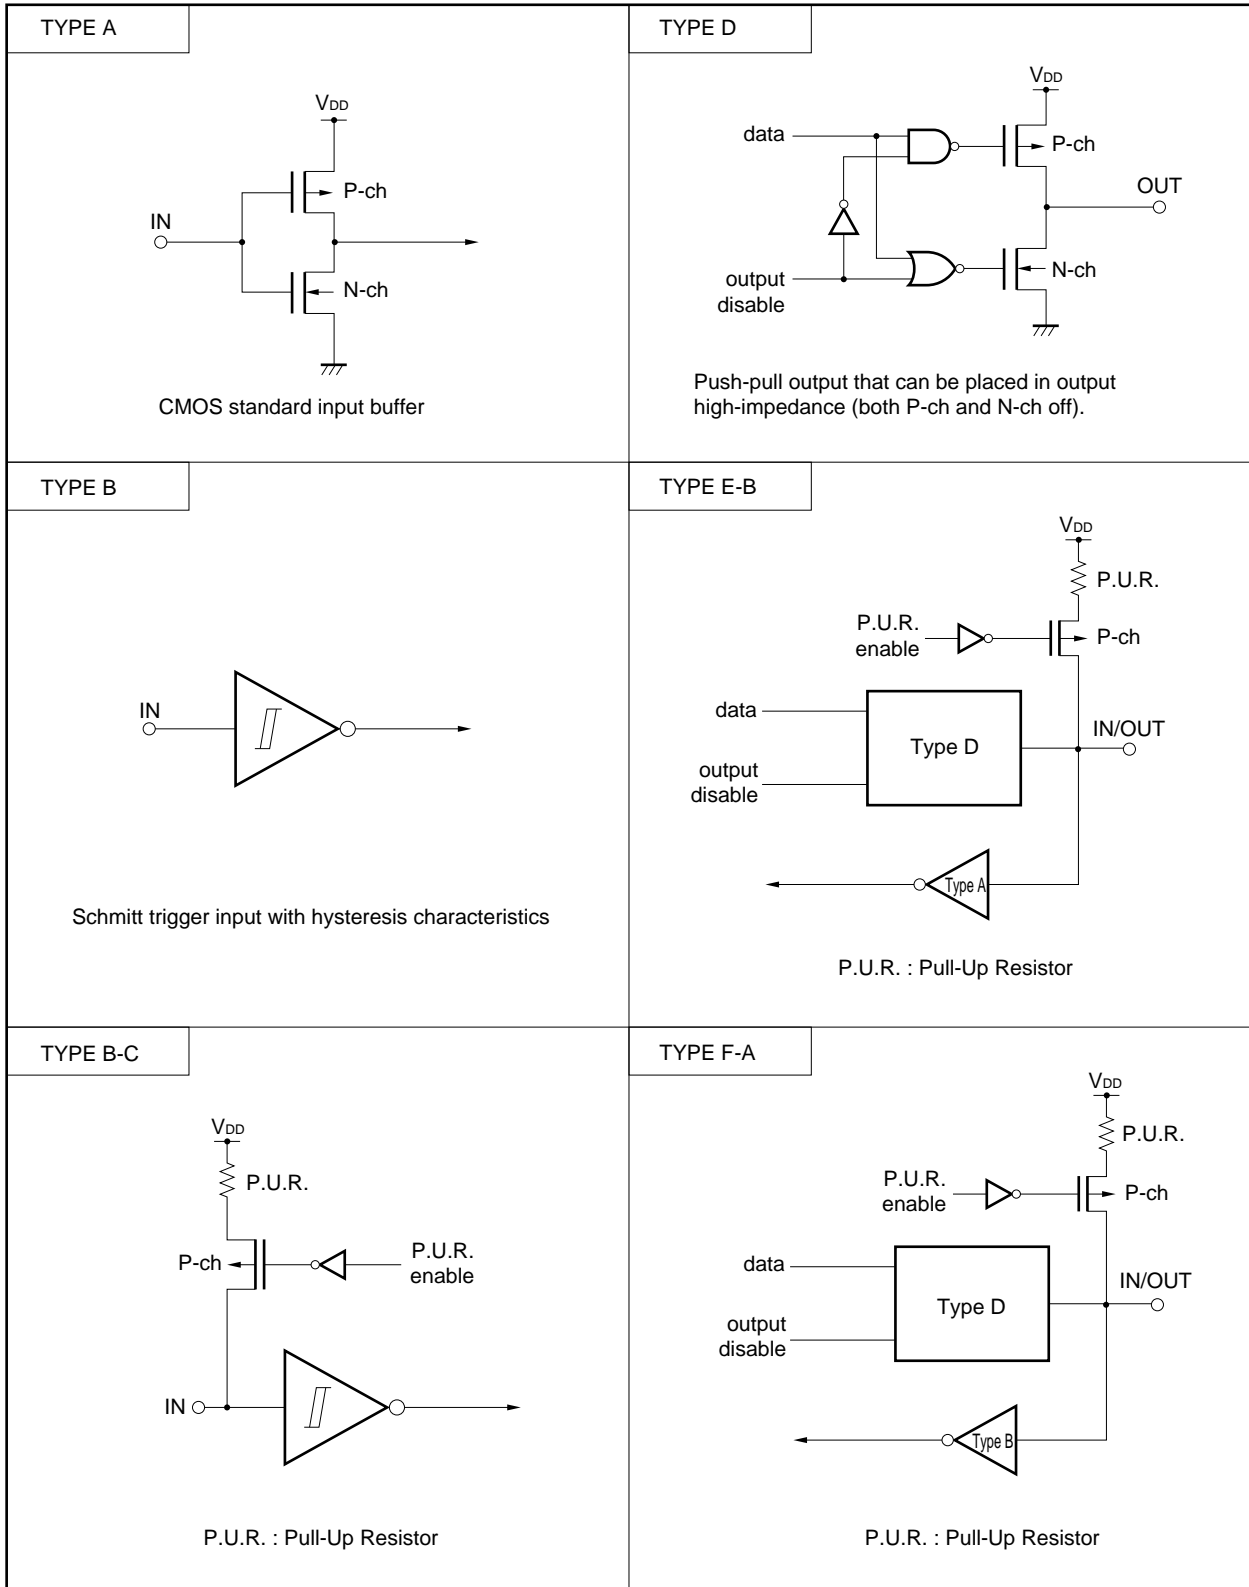 TYPE A
VDD
P-ch
IN
N-ch
CMOS standard input buffer
TYPE D
VDD
data
P-ch
OUT
output
disable
N-ch
Push-pull output that can be placed in output
high-impedance (both P-ch and N-ch off).
TYPE B
IN
Schmitt trigger input with hysteresis characteristics
TYPE E-B
VDD
P.U.R.
P.U.R.
enable
P-ch
data
Type D
IN/OUT
output
disable
Type A
P.U.R. : Pull-Up Resistor
TYPE B-C
VDD
P.U.R.
P-ch
P.U.R.
enable
IN
P.U.R. : Pull-Up Resistor
TYPE F-A
VDD
P.U.R.
P.U.R.
enable
P-ch
data
Type D
IN/OUT
output
disable
Type B
P.U.R. : Pull-Up Resistor